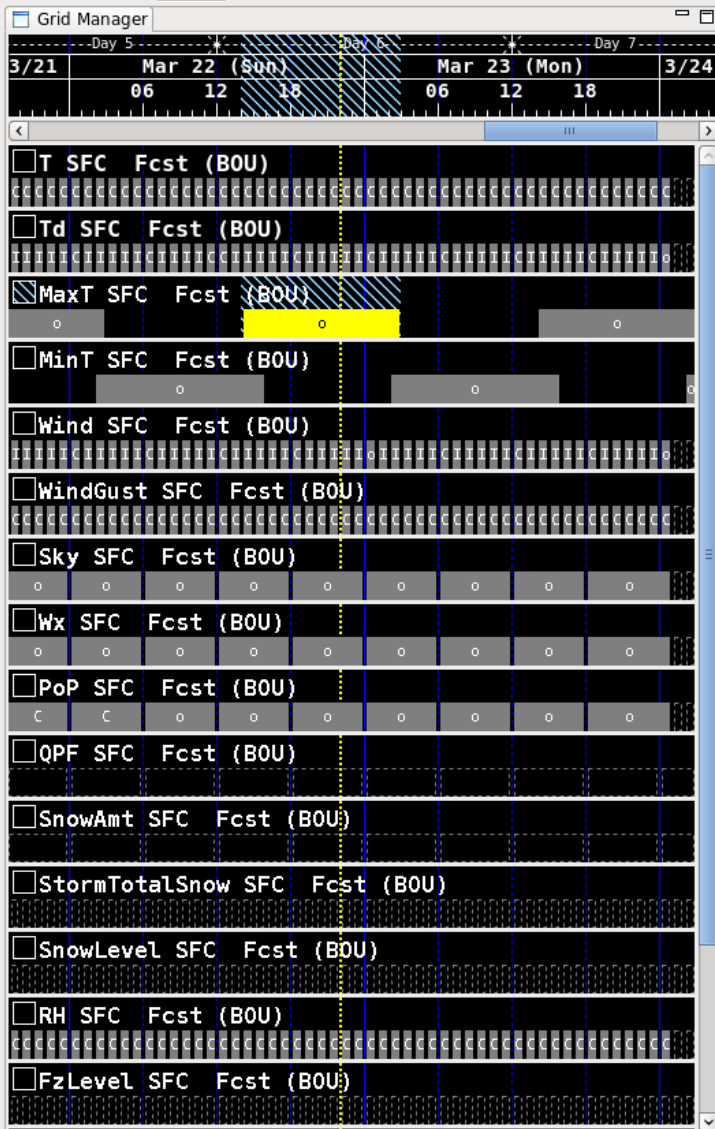 Grid Manager
Day 5 Day 6 Day 7
3/21 Mar 22 (Sun) Mar 23 (Mon) 3/24
06 12 18 06 12 18
T SFC Fcst (BOU)
Td SFC Fcst (BOU)
MaxT SFC Fcst (BOU)
o o o
MinT SFC Fcst (BOU)
o o o
Wind SFC Fcst (BOU)
WindGust SFC Fcst (BOU)
Sky SFC Fcst (BOU)
o o o o o o o o o
Wx SFC Fcst (BOU)
o o o o o o o o o
PoP SFC Fcst (BOU)
C C o o o o o o o
QPF SFC Fcst (BOU)
SnowAmt SFC Fcst (BOU)
StormTotalSnow SFC Fcst (BOU)
SnowLevel SFC Fcst (BOU)
RH SFC Fcst (BOU)
FzLevel SFC Fcst (BOU)